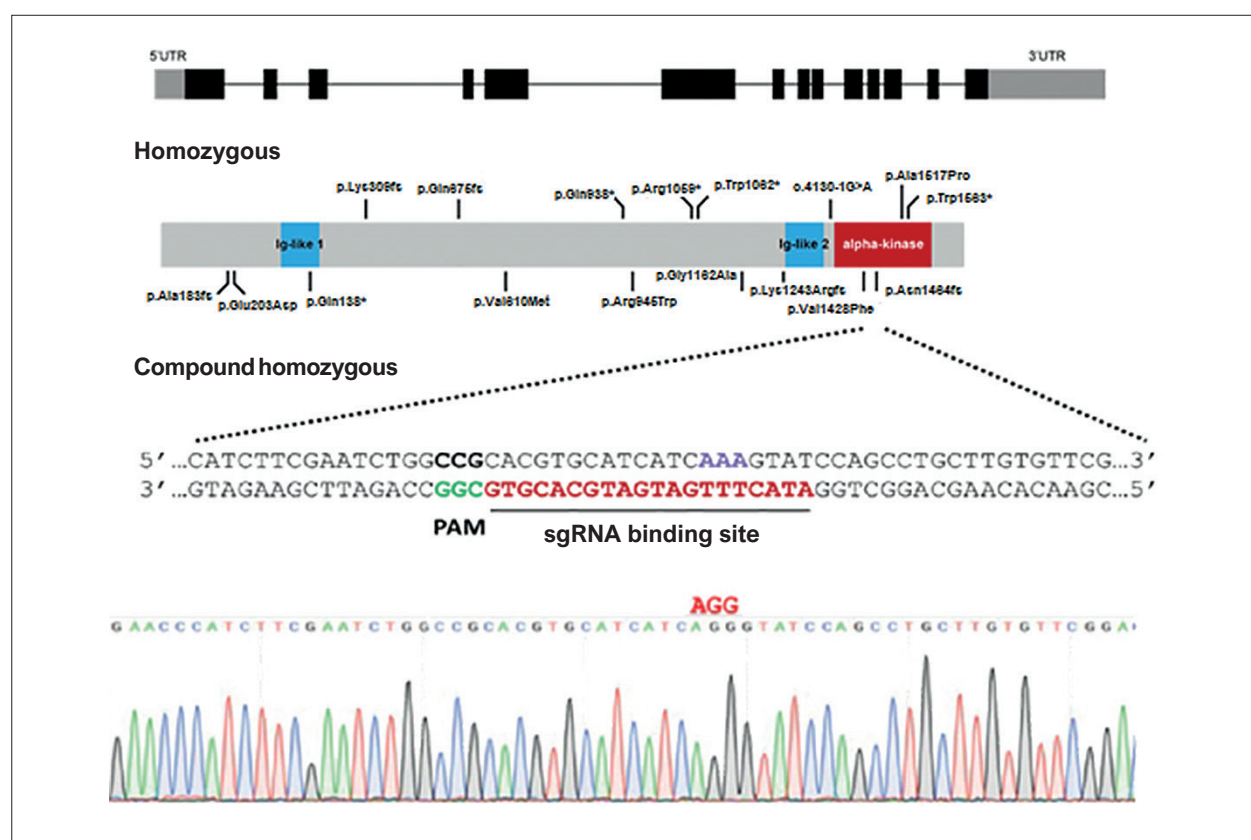 5'UTR 3'UTR
Homozygous
p.Lys309fs p.Gln675fs p.Gln938* p.Arg1059* p.Trp1062* c.4130-1G>A p.Ala1517Pro p.Trp1563*
Ig-like 1 Ig-like 2 alpha-kinase
p.Ala183fs p.Glu203Asp p.Gln138* p.Val610Met p.Arg945Trp p.Gly1162Ala p.Lys1243Argfs p.Val1428Phe p.Asn1464fs
Compound homozygous
5′ …CATCTTCGAATCTGGCCGCACGTGCATCATCAAAGTATCCAGCCTGCTTGTGTTCG…3′
3′ …GTAGAAGCTTAGACCGGCGTGCACGTAGTAGTTTCATAGGTCGGACGAACACAAGC…5′
PAM sgRNA binding site
AGG
GAACCCATCTTCGAATCTGGCCGCACGTGCATCATCAGGGTATCCAGCCTGCTTGTGTTCGGA